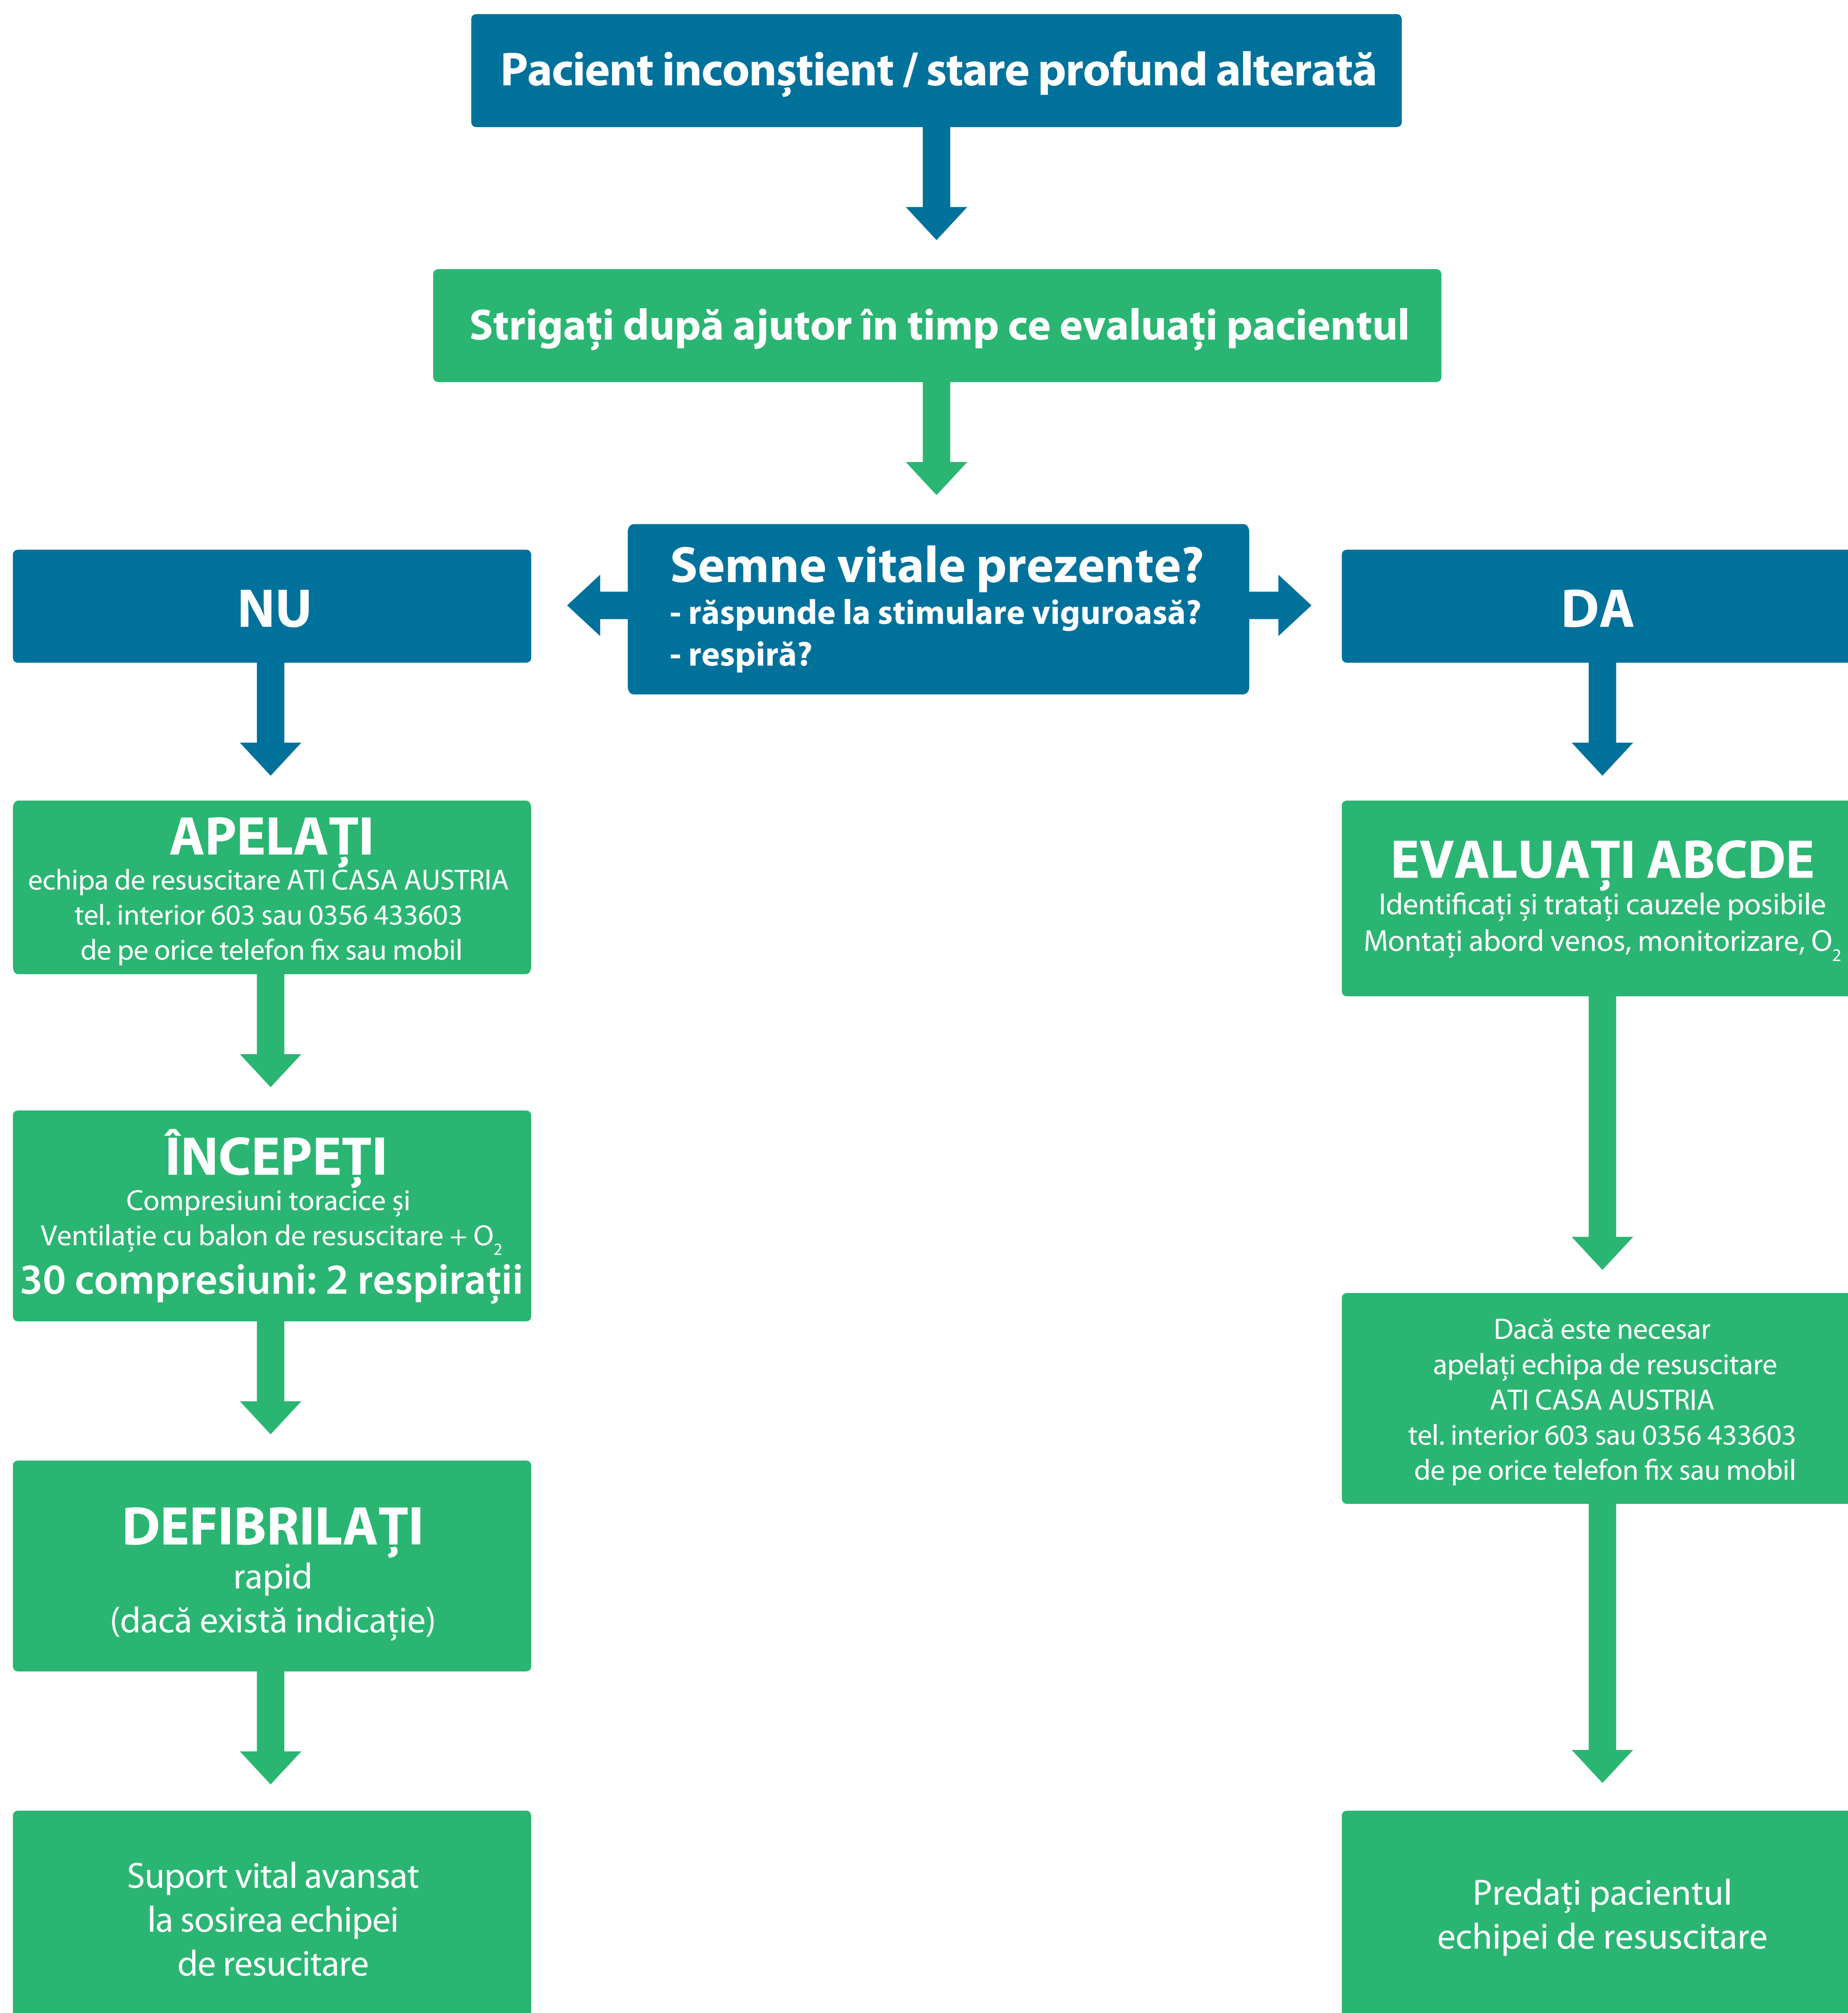 Pacient inconștient / stare profund alterată
Strigați după ajutor în timp ce evaluați pacientul
Semne vitale prezente?
- răspunde la stimulare viguroasă?
- respiră?
NU
APELAȚI
echipa de resuscitare ATI CASA AUSTRIA
tel. interior 603 sau 0356 433603
de pe orice telefon fix sau mobil
ÎNCEPEȚI
Compresiuni toracice și
Ventilație cu balon de resuscitare + O₂
30 compresiuni: 2 respirații
DEFIBRILAȚI
rapid
(dacă există indicație)
Suport vital avansat
la sosirea echipei
de resucitare
DA
EVALUAȚI ABCDE
Identificați și tratați cauzele posibile
Montați abord venos, monitorizare, O₂
Dacă este necesar
apelați echipa de resuscitare
ATI CASA AUSTRIA
tel. interior 603 sau 0356 433603
de pe orice telefon fix sau mobil
Predați pacientul
echipei de resuscitare